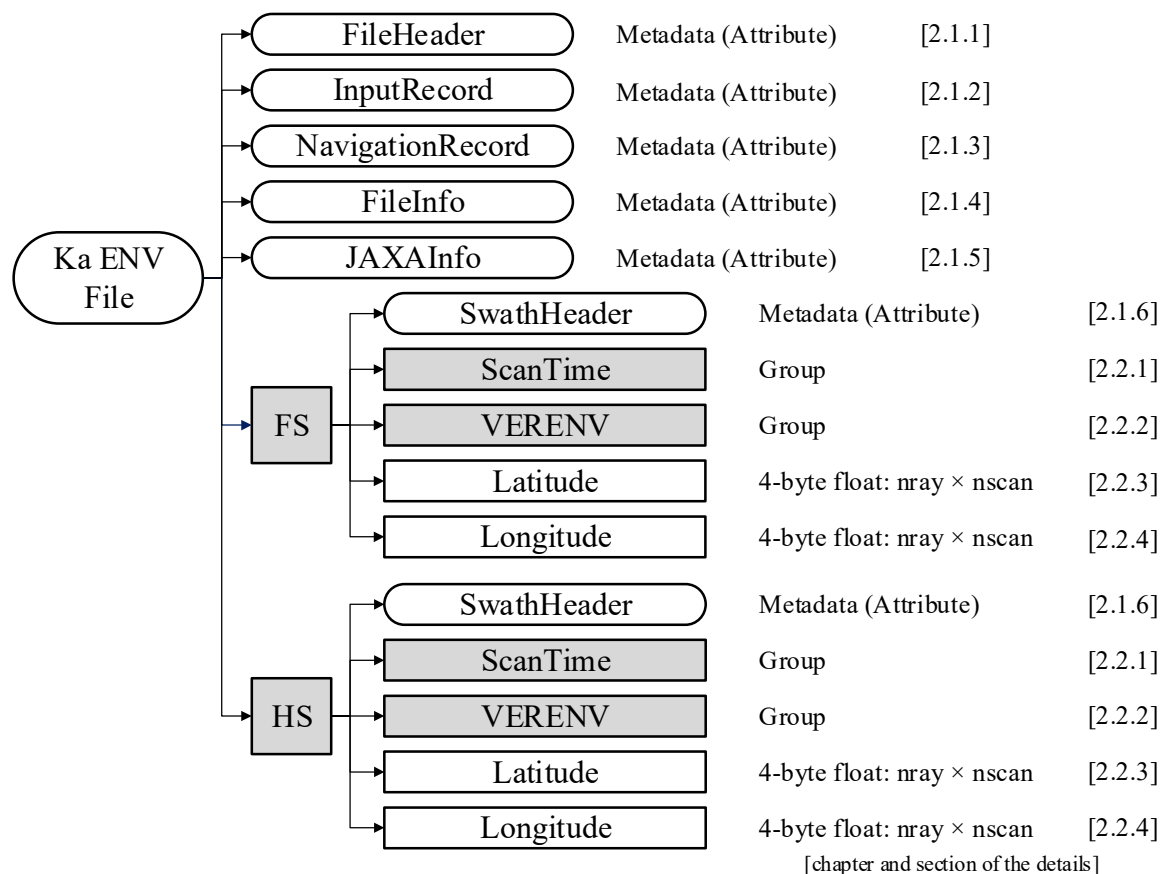 FileHeader Metadata (Attribute) [2.1.1]
InputRecord Metadata (Attribute) [2.1.2]
NavigationRecord Metadata (Attribute) [2.1.3]
FileInfo Metadata (Attribute) [2.1.4]
Ka ENV
File
JAXAInfo Metadata (Attribute) [2.1.5]
SwathHeader Metadata (Attribute) [2.1.6]
ScanTime Group [2.2.1]
FS
VERENV Group [2.2.2]
Latitude 4-byte float: nray × nscan [2.2.3]
Longitude 4-byte float: nray × nscan [2.2.4]
SwathHeader Metadata (Attribute) [2.1.6]
ScanTime Group [2.2.1]
HS
VERENV Group [2.2.2]
Latitude 4-byte float: nray × nscan [2.2.3]
Longitude 4-byte float: nray × nscan [2.2.4]
[chapter and section of the details]